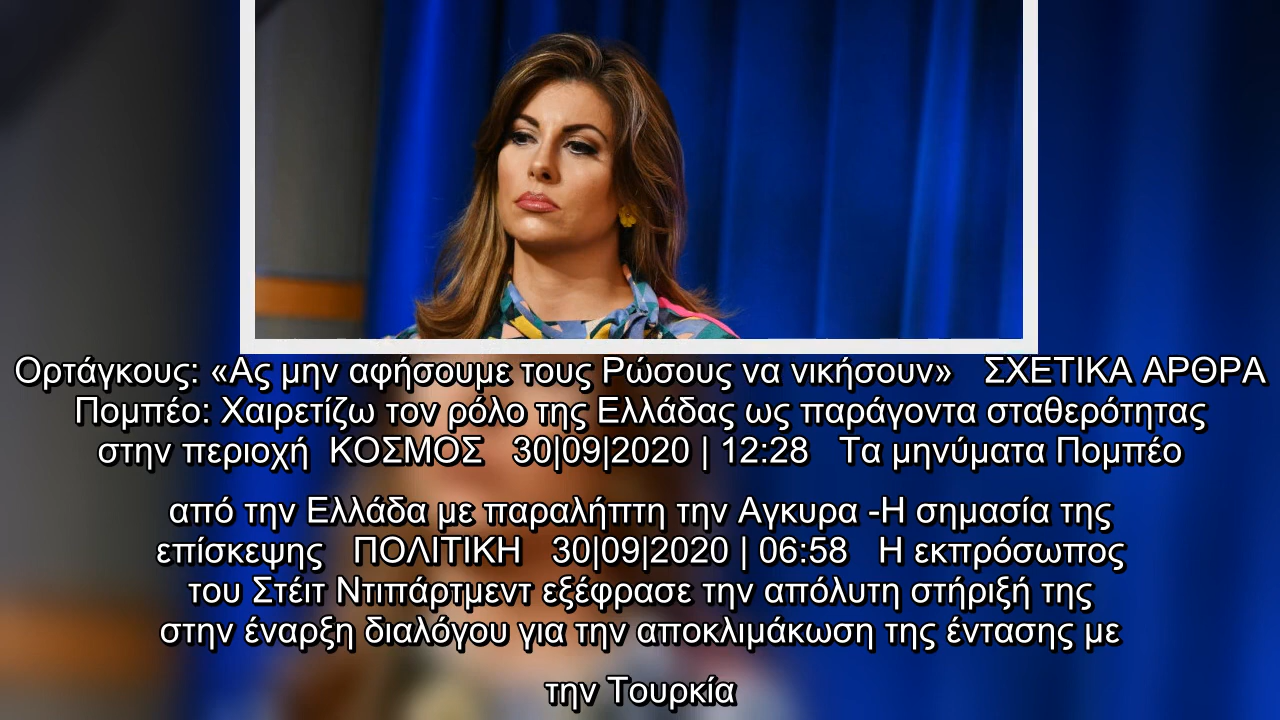 Ορτάγκους: «Ας μην αφήσουμε τους Ρώσους να νικήσουν» ΣΧΕΤΙΚΑ ΑΡΘΡΑ
Πομπέο: Χαιρετίζω τον ρόλο της Ελλάδας ως παράγοντα σταθερότητας
στην περιοχή ΚΟΣΜΟΣ 30|09|2020 | 12:28 Τα μηνύματα Πομπέο
από την Ελλάδα με παραλήπτη την Αγκυρα -Η σημασία της
επίσκεψης ΠΟΛΙΤΙΚΗ 30|09|2020 | 06:58 Η εκπρόσωπος
του Στέιτ Ντιπάρτμεντ εξέφρασε την απόλυτη στήριξή της
στην έναρξη διαλόγου για την αποκλιμάκωση της έντασης με
την Τουρκία